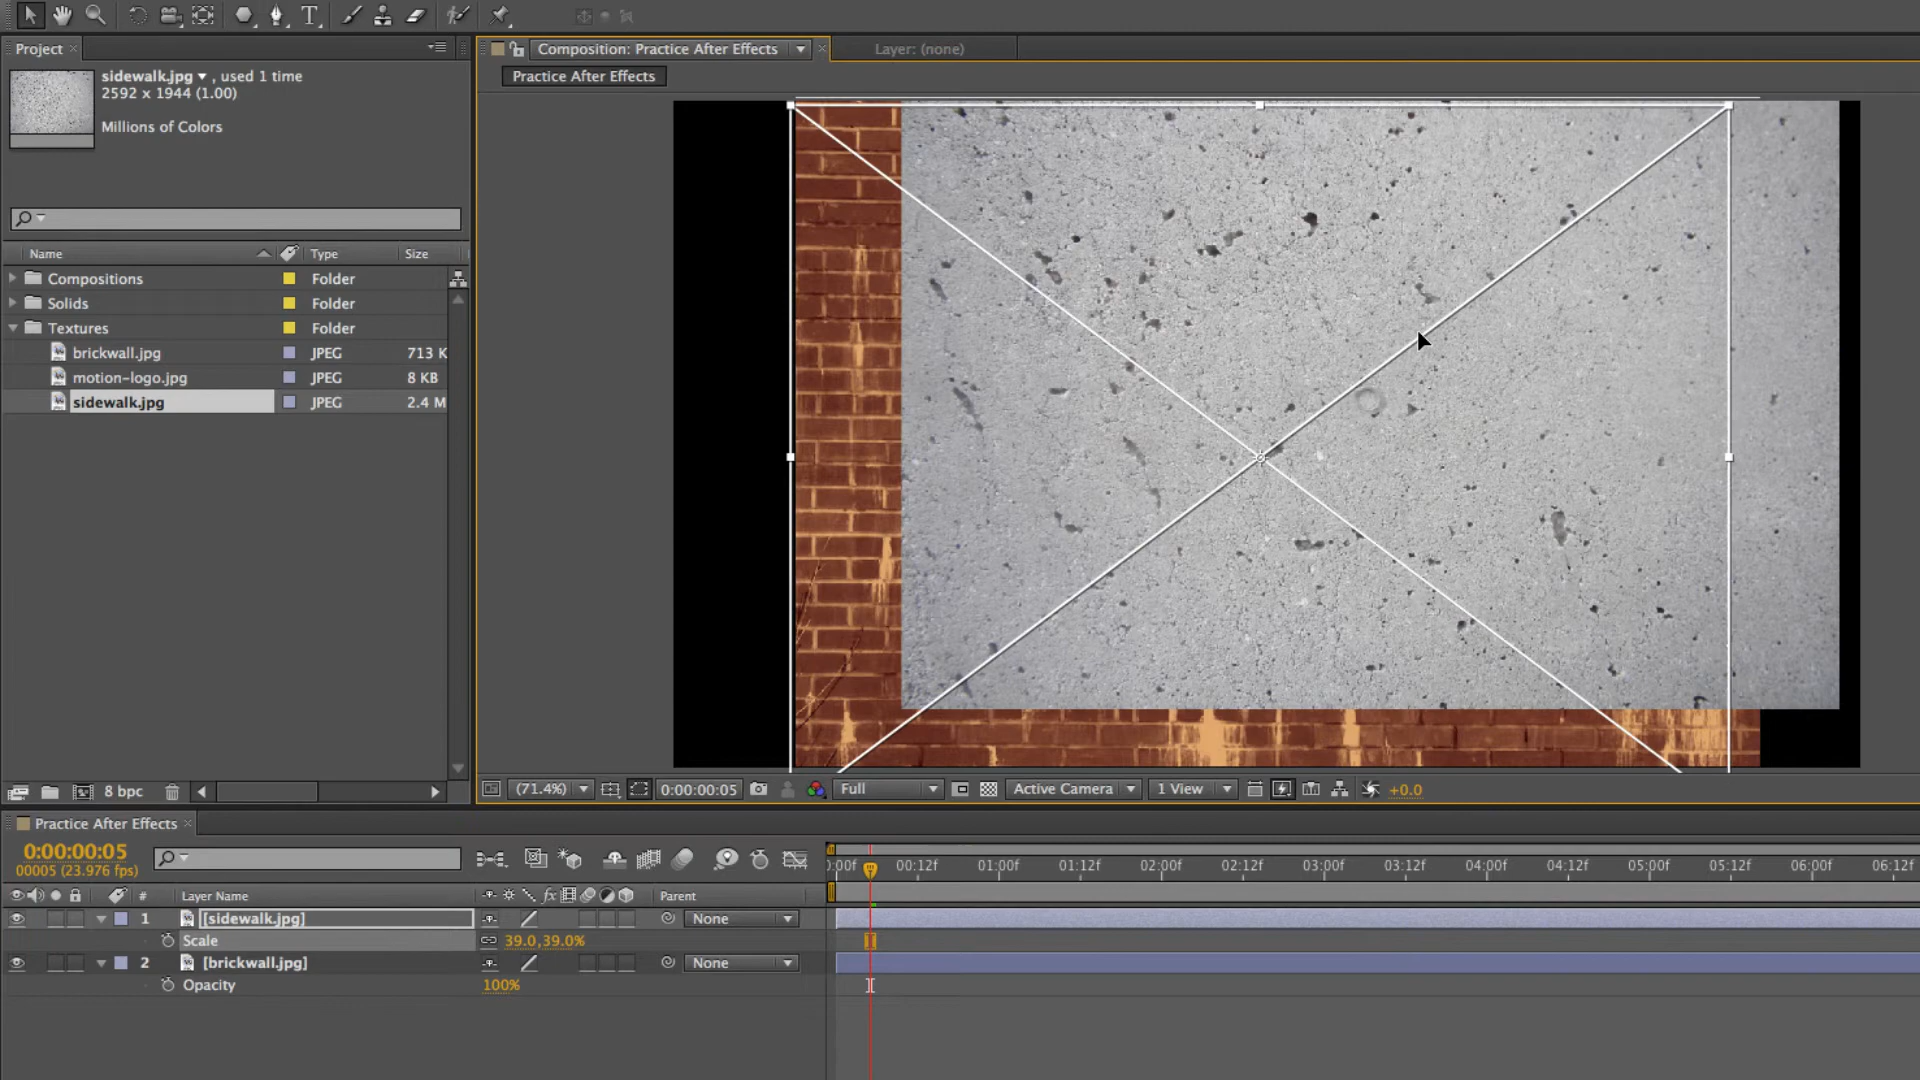 Project
Composition: Practice After Effects
Layer: (none)
sidewalk.jpg , used 1 time
2592 x 1944 (1.00)
Millions of Colors
Practice After Effects
Name Type Size
Compositions Folder
Solids Folder
Textures Folder
brickwall.jpg JPEG 713 K
motion-logo.jpg JPEG 8 KB
sidewalk.jpg JPEG 2.4 M
8 bpc
(71.4%) 0:00:00:05 Full Active Camera 1 View +0.0
Practice After Effects
0:00:00:05
00005 (23.976 fps)
:00f 00:12f 01:00f 01:12f 02:00f 02:12f 03:00f 03:12f 04:00f 04:12f 05:00f 05:12f 06:00f 06:12f
# Layer Name fx Parent
1 [sidewalk.jpg] None
Scale 39.0,39.0%
2 [brickwall.jpg] None
Opacity 100%